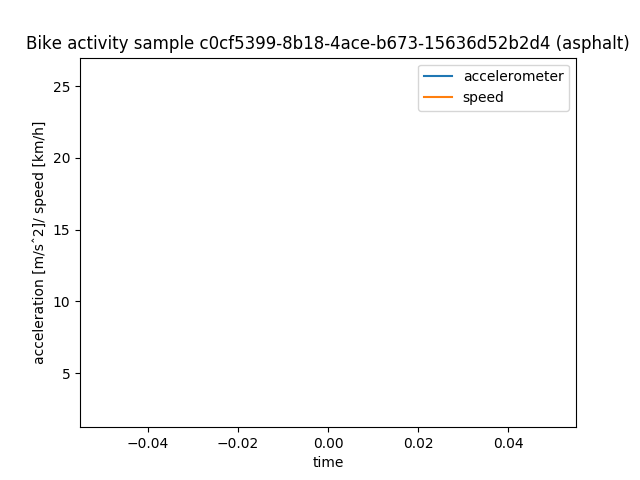 Bike activity sample c0cf5399-8b18-4ace-b673-15636d52b2d4 (asphalt)
accelerometer
speed
acceleration [m/sˆ2]/ speed [km/h]
25
20
15
10
5
−0.04 −0.02 0.00 0.02 0.04
time